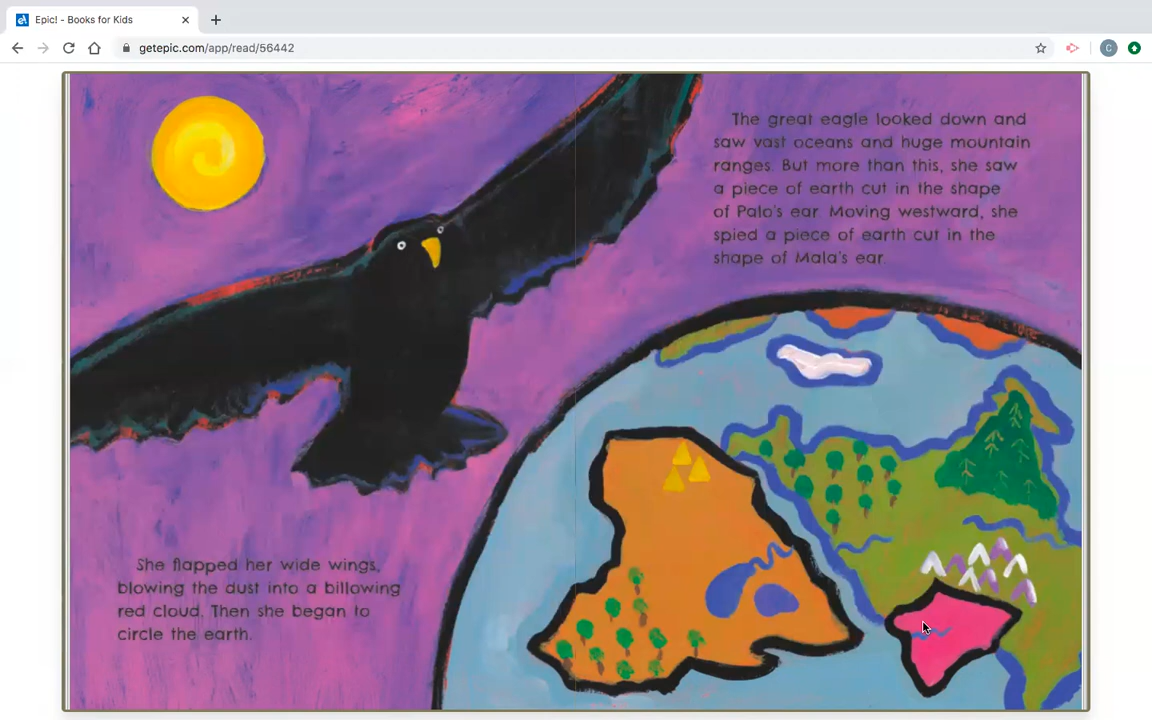 Epic! - Books for Kids
getepic.com/app/read/56442
C
The great eagle looked down and
saw vast oceans and huge mountain
ranges. But more than this, she saw
a piece of earth cut in the shape
of Palo's ear. Moving westward, she
spied a piece of earth cut in the
shape of Mala's ear.
She flapped her wide wings,
blowing the dust into a billowing
red cloud. Then she began to
circle the earth.